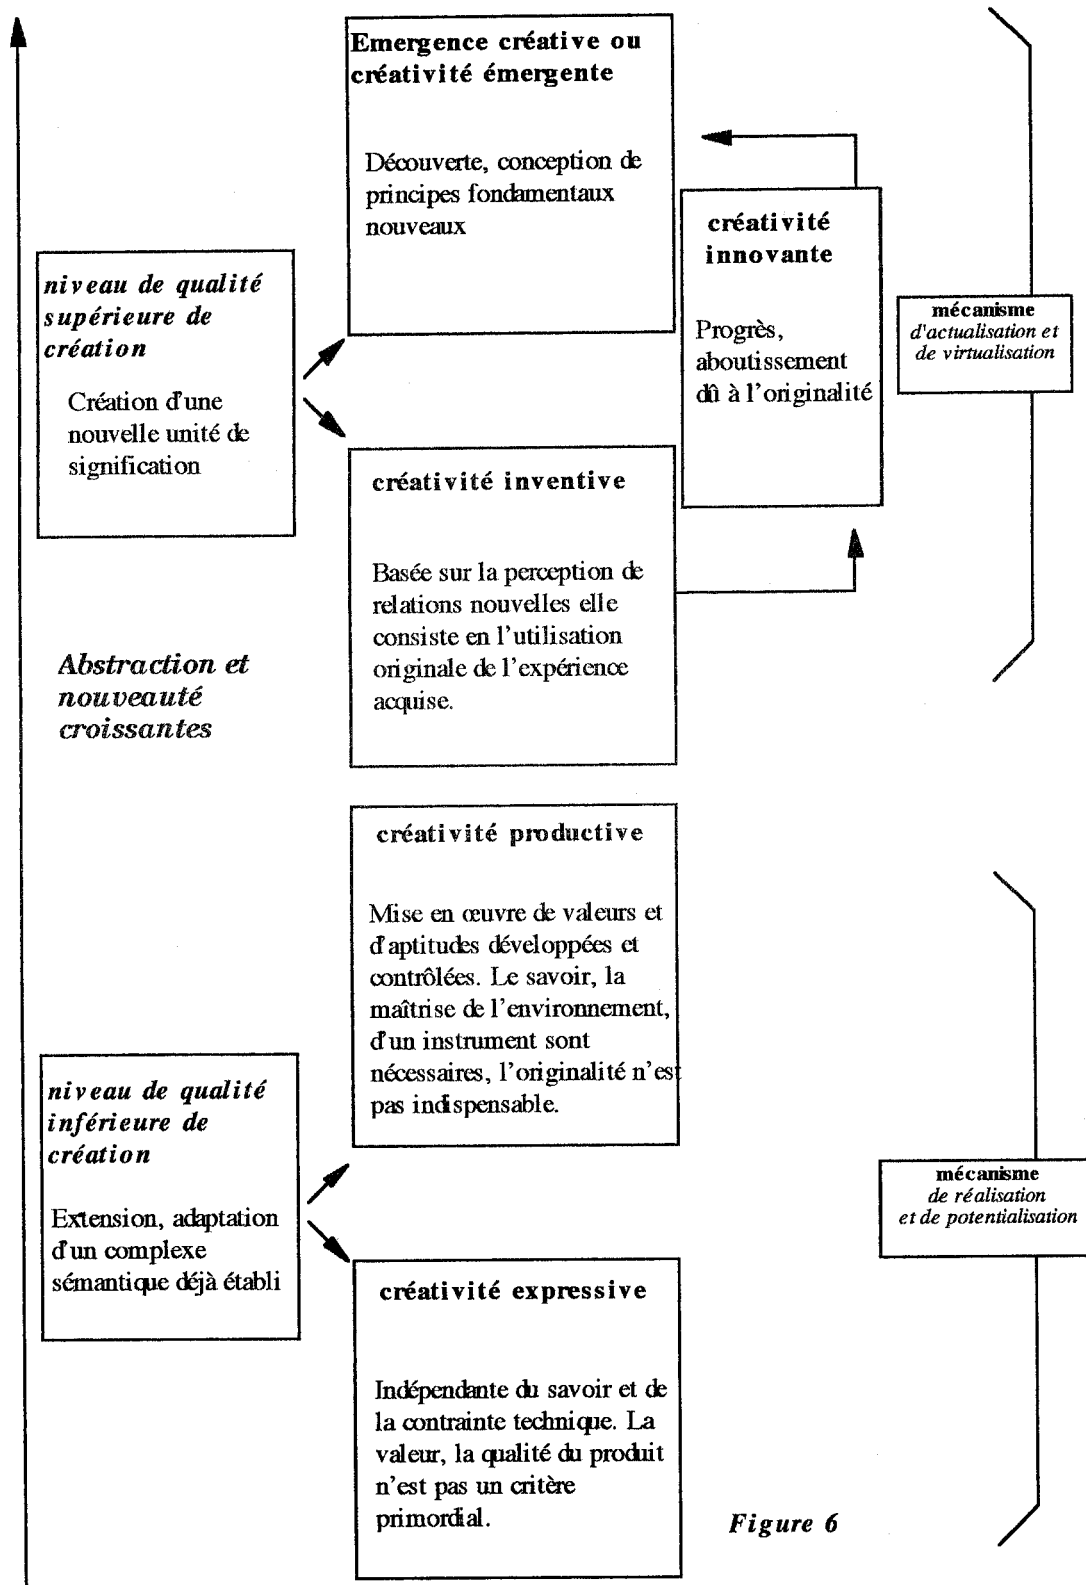 Emergence créative ou
créativité émergente
Découverte, conception de
principes fondamentaux
nouveaux
créativité
innovante
Progrès,
aboutissement
dû à l'originalité
niveau de qualité
supérieure de
création
Création d'une
nouvelle unité de
signification
mécanisme
d'actualisation et
de virtualisation
créativité inventive
Basée sur la perception de
relations nouvelles elle
consiste en l'utilisation
originale de l'expérience
acquise.
Abstraction et
nouveauté
croissantes
créativité productive
Mise en œuvre de valeurs et
d'aptitudes développées et
contrôlées. Le savoir, la
maîtrise de l'environnement,
d'un instrument sont
nécessaires, l'originalité n'est
pas indispensable.
niveau de qualité
inférieure de
création
Extension, adaptation
d'un complexe
sémantique déjà établi
mécanisme
de réalisation
et de potentialisation
créativité expressive
Indépendante du savoir et de
la contrainte technique. La
valeur, la qualité du produit
n'est pas un critère
primordial.
Figure 6